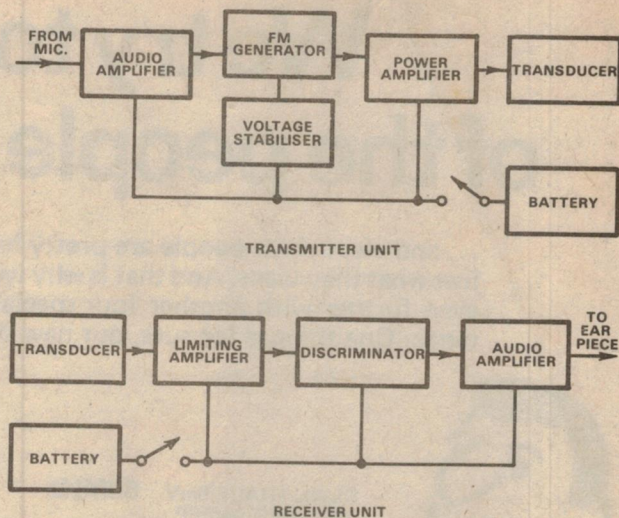 FROM
MIC.
AUDIO
AMPLIFIER
FM
GENERATOR
POWER
AMPLIFIER
TRANSDUCER
VOLTAGE
STABILISER
BATTERY
TRANSMITTER UNIT
TRANSDUCER
LIMITING
AMPLIFIER
DISCRIMINATOR
AUDIO
AMPLIFIER
TO
EAR
PIECE
BATTERY
RECEIVER UNIT